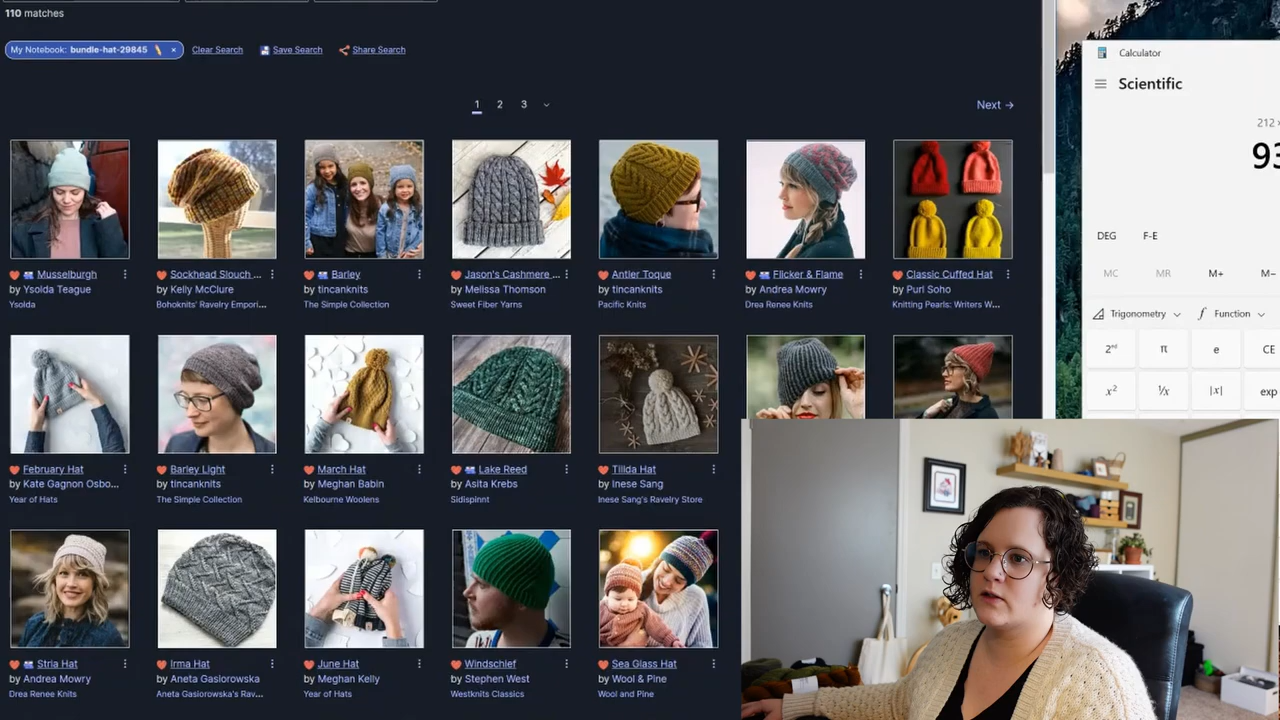 110 matches
My Notebook: bundle-hat-29845 ×
Clear Search
Save Search
Share Search
1 2 3
Next →
Musselburgh
by Ysolda Teague
Ysolda
Sockhead Slouch ...
by Kelly McClure
Bohoknits' Ravelry Empori...
Barley
by tincanknits
The Simple Collection
Jason's Cashmere ...
by Melissa Thomson
Sweet Fiber Yarns
Antler Toque
by tincanknits
Pacific Knits
Flicker & Flame
by Andrea Mowry
Drea Renee Knits
Classic Cuffed Hat
by Purl Soho
Knitting Pearls: Writers W...
February Hat
by Kate Gagnon Osbo...
Year of Hats
Barley Light
by tincanknits
The Simple Collection
March Hat
by Meghan Babin
Kelbourne Woolens
Lake Reed
by Asita Krebs
Sidispinnt
Tilida Hat
by Inese Sang
Inese Sang's Ravelry Store
Stria Hat
by Andrea Mowry
Drea Renee Knits
Irma Hat
by Aneta Gasiorowska
Aneta Gasiorowska's Rav...
June Hat
by Meghan Kelly
Year of Hats
Windschief
by Stephen West
Westknits Classics
Sea Glass Hat
by Wool & Pine
Wool and Pine
Calculator
Scientific
212 ×
93
DEG F-E
MC MR M+ M−
Trigonometry Function
2ⁿᵈ π e CE
x² ¹/x |x| exp